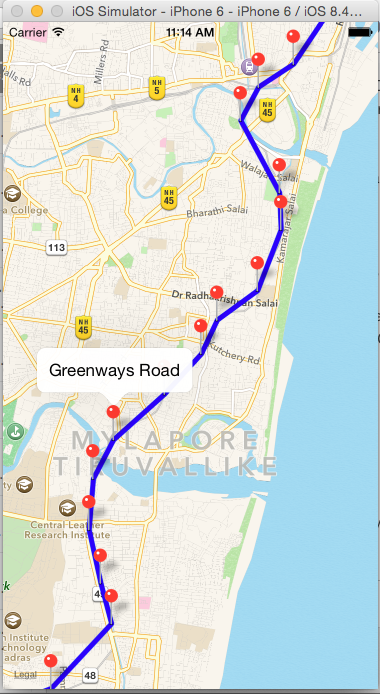 iOS Simulator - iPhone 6 - iPhone 6 / iOS 8.4...
Carrier
11:14 AM
Millers Rd
alls Rd
NH
4
NH
5
NH
45
Walaja
Salai
a College
NH
45
Bharathi Salai
Kamarajar Salai
113
Dr Radhakrishnan Salai
NH
45
Kutchery Rd
Greenways Road
MYLAPORE
TIRUVALLIKE
ty
Central Leather
Research Institute
k
n Institute
chnology
adras
Legal
48